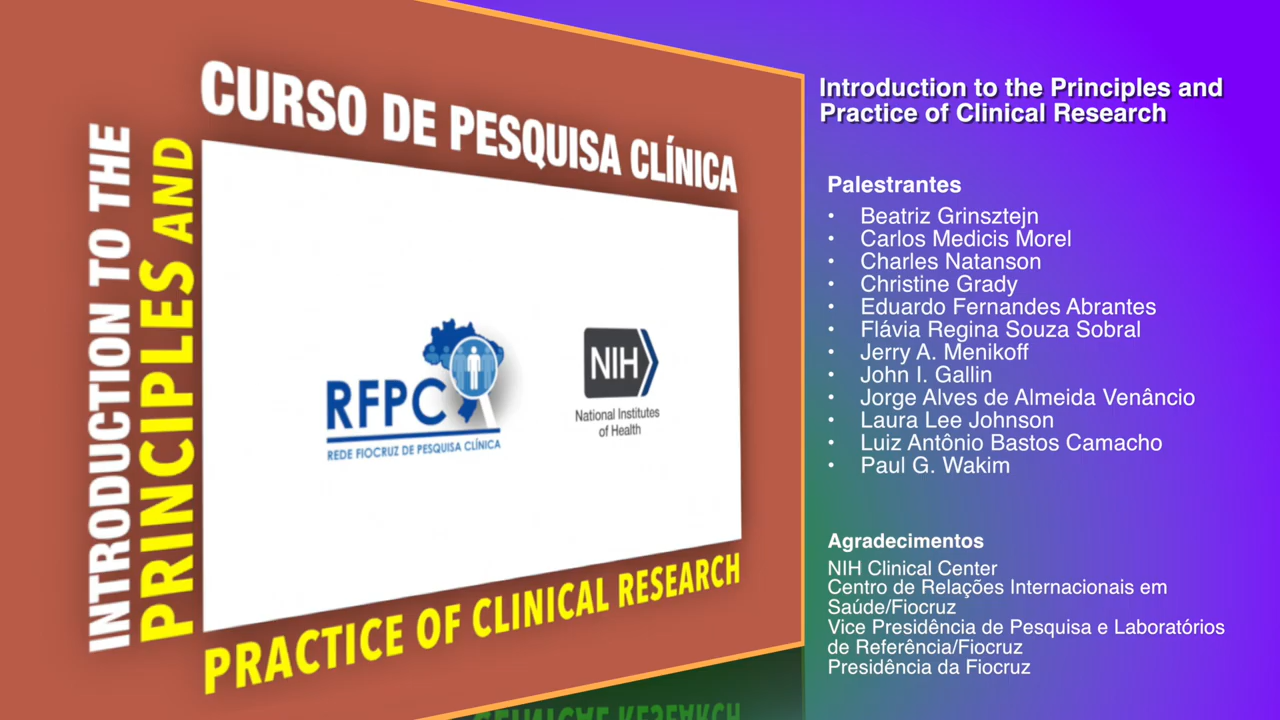 CURSO DE PESQUISA CLÍNICA
INTRODUCTION TO THE
PRINCIPLES AND
PRACTICE OF CLINICAL RESEARCH
RFPC
REDE FIOCRUZ DE PESQUISA CLÍNICA
NIH
National Institutes
of Health
Introduction to the Principles and
Practice of Clinical Research
Palestrantes
• Beatriz Grinsztejn
• Carlos Medicis Morel
• Charles Natanson
• Christine Grady
• Eduardo Fernandes Abrantes
• Flávia Regina Souza Sobral
• Jerry A. Menikoff
• John I. Gallin
• Jorge Alves de Almeida Venâncio
• Laura Lee Johnson
• Luiz Antônio Bastos Camacho
• Paul G. Wakim
Agradecimentos
NIH Clinical Center
Centro de Relações Internacionais em
Saúde/Fiocruz
Vice Presidência de Pesquisa e Laboratórios
de Referência/Fiocruz
Presidência da Fiocruz